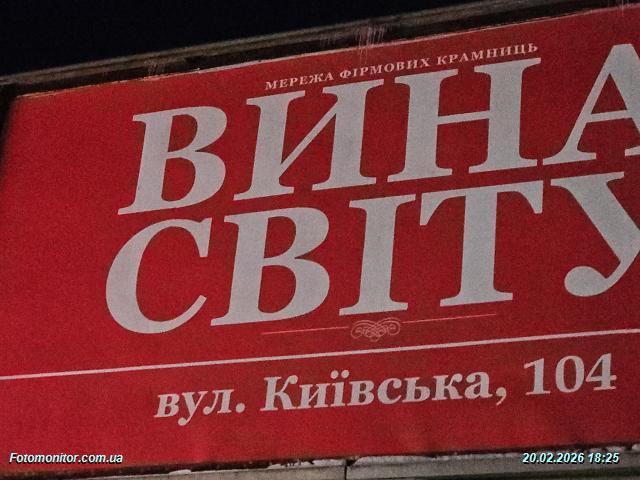 МЕРЕЖА ФІРМОВИХ КРАМНИЦЬ
ВИНА
СВІТУ
вул. Київська, 104
Fotomonitor.com.ua
20.02.2026 18:25